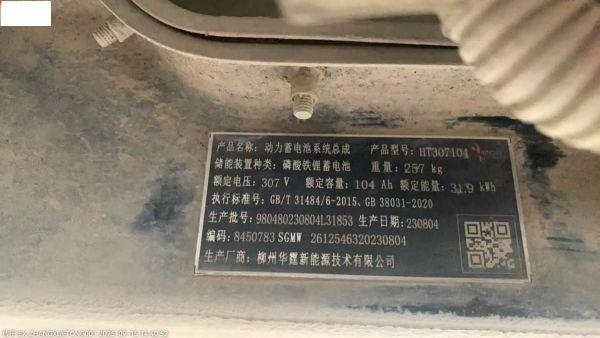 产品名称: 动力蓄电池系统总成 产品型号: HT307104
储能装置种类: 磷酸铁锂蓄电池 重量: 257 kg
额定电压: 307 V 额定容量: 104 Ah 额定能量: 31.9 kWh
执行标准号: GB/T 31484/6-2015、GB 38031-2020
生产批号: 980480230804L31853 生产日期: 230804
编码: 8450783 SGMW 2612546320230804
生产厂商: 柳州华霆新能源技术有限公司